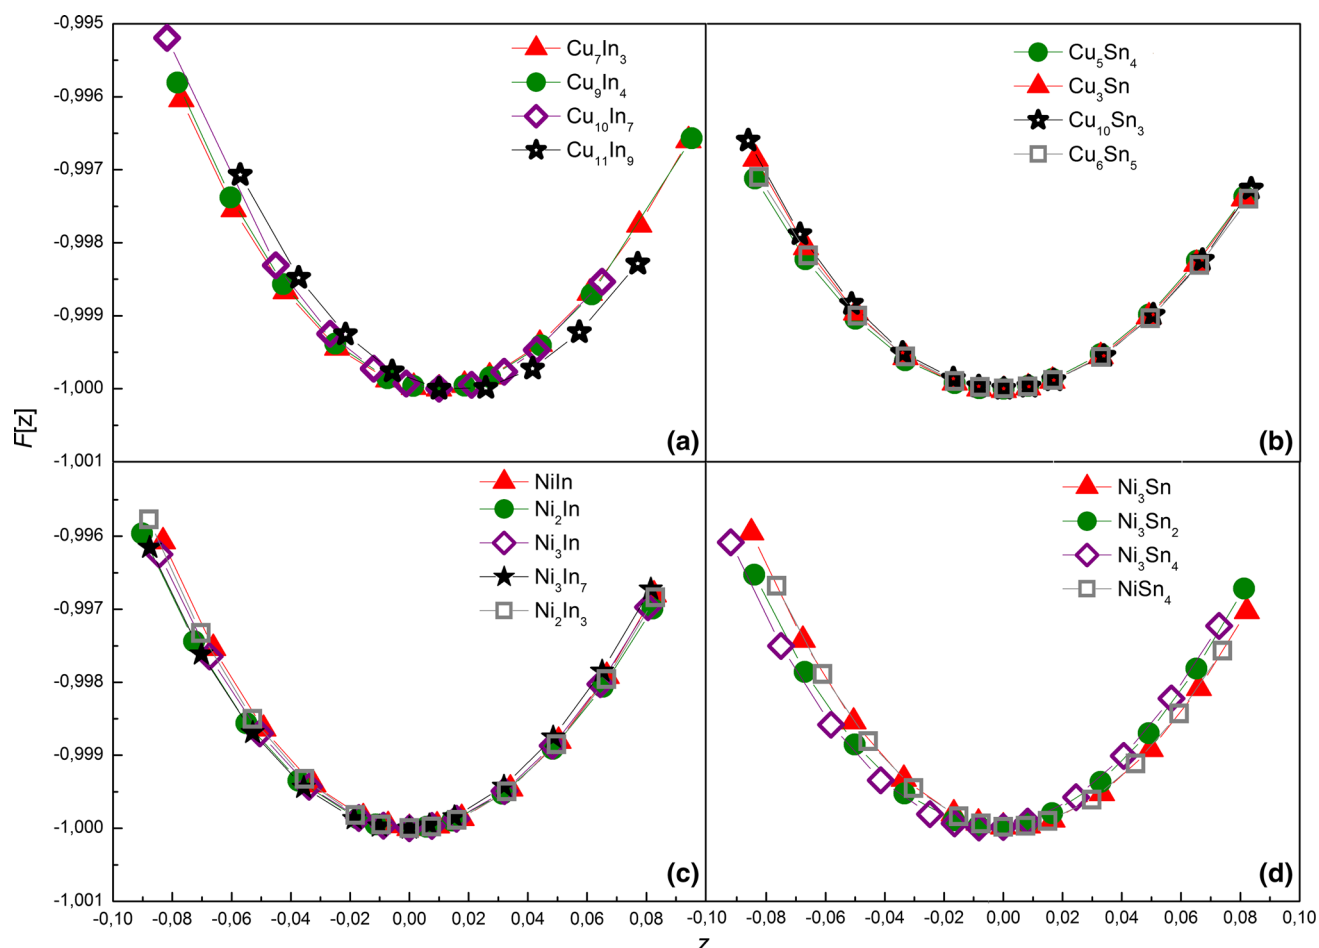 -0,995
-0,996
-0,997
-0,998
-0,999
-1,000
-1,001
Cu7In3
Cu9In4
Cu10In7
Cu11In9
(a)
Cu5Sn4
Cu3Sn
Cu10Sn3
Cu6Sn5
(b)
F[z]
-0,996
-0,997
-0,998
-0,999
-1,000
-1,001
NiIn
Ni2In
Ni3In
Ni3In7
Ni2In3
(c)
Ni3Sn
Ni3Sn2
Ni3Sn4
NiSn4
(d)
-0,10 -0,08 -0,06 -0,04 -0,02 0,00 0,02 0,04 0,06 0,08 -0,10 -0,08 -0,06 -0,04 -0,02 0,00 0,02 0,04 0,06 0,08 0,10
z